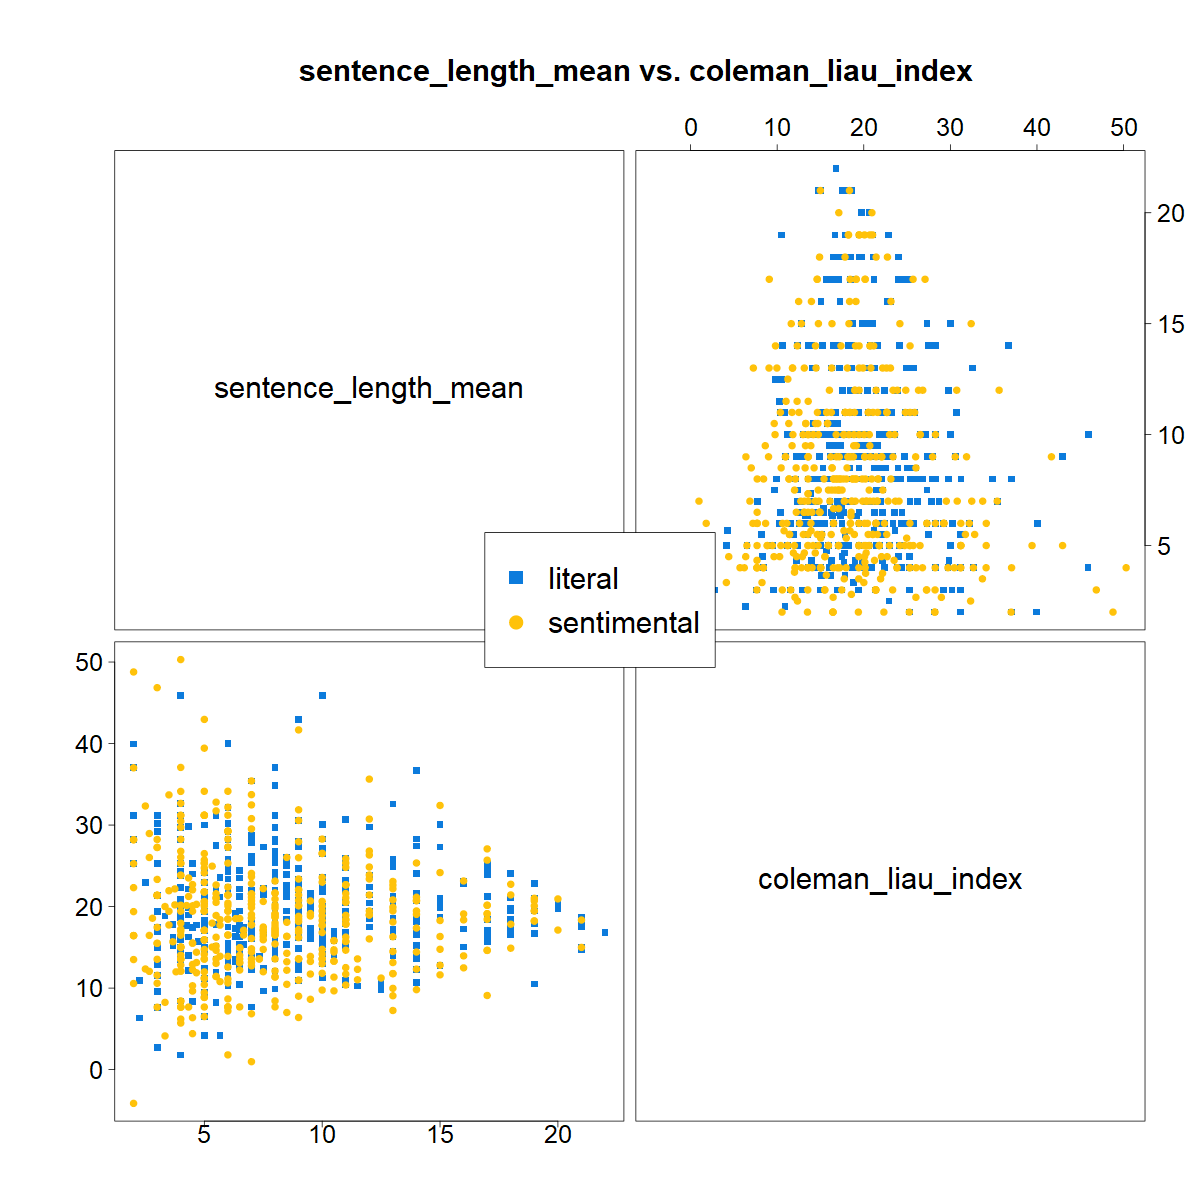 sentence_length_mean vs. coleman_liau_index
0 10 20 30 40 50
sentence_length_mean
20
15
10
5
literal
sentimental
50
40
30
20
10
0
coleman_liau_index
5 10 15 20